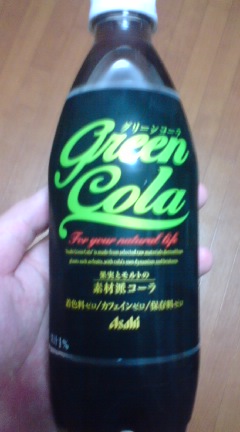 グリーンコーラ
Green
Cola
For your natural life
果実とモルトの
素材派コーラ
着色料ゼロ/カフェインゼロ/保存料ゼロ
Asahi
1%